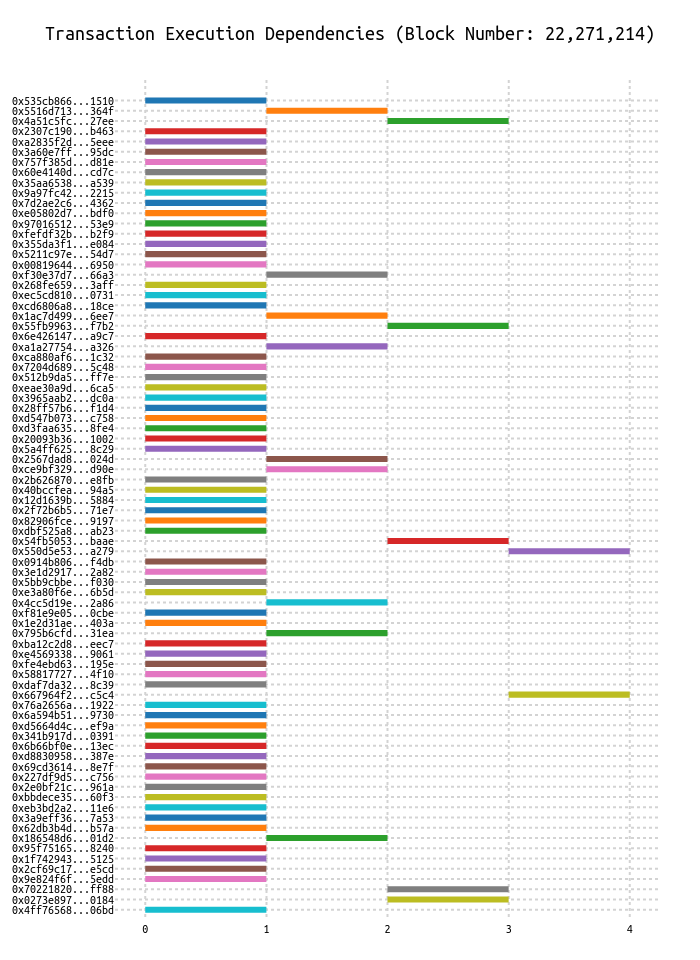 Transaction Execution Dependencies (Block Number: 22,271,214)
0x535cb866...1510
0x5516d713...364f
0x4a51c5fc...27ee
0x2307c190...b463
0xa2835f2d...5eee
0x3a60e7ff...95dc
0x757f385d...d81e
0x60e4140d...cd7c
0x35aa6538...a539
0x9a97fc42...2215
0x7d2ae2c6...4362
0xe05802d7...bdf0
0x97016512...53e9
0xfefdf32b...b2f9
0x355da3f1...e084
0x5211c97e...54d7
0x00819644...6950
0xf30e37d7...66a3
0x268fe659...3aff
0xec5cd810...0731
0xcd6806a8...18ce
0x1ac7d499...6ee7
0x55fb9963...f7b2
0x6e426147...a9c7
0xa1a27754...a326
0xca880af6...1c32
0x7204d689...5c48
0x512b9da5...ff7e
0xeae30a9d...6ca5
0x3965aab2...dc0a
0x28ff57b6...f1d4
0xd547b073...c758
0xd3faa635...8fe4
0x20093b36...1002
0x5a4ff625...8c29
0x2567dad8...024d
0xce9bf329...d90e
0x2b626870...e8fb
0x40bccfea...94a5
0x12d1639b...5884
0x2f72b6b5...71e7
0x82906fce...9197
0xdbf525a8...ab23
0x54fb5053...baae
0x550d5e53...a279
0x0914b806...f4db
0x3e1d2917...2a82
0x5bb9cbbe...f030
0xe3a80f6e...6b5d
0x4cc5d19e...2a86
0xf81e9e05...0cbe
0x1e2d31ae...403a
0x795b6cfd...31ea
0xba12c2d8...eec7
0xe4569338...9061
0xfe4ebd63...195e
0x58817727...4f10
0xdaf7da32...8c39
0x667964f2...c5c4
0x76a2656a...1922
0x6a594b51...9730
0xd5664d4c...ef9a
0x341b917d...0391
0x6b66bf0e...13ec
0xd8830958...387e
0x69cd3614...8e7f
0x227df9d5...c756
0x2e0bf21c...961a
0xbbdece35...60f3
0xeb3bd2a2...11e6
0x3a9eff36...7a53
0x62db3b4d...b57a
0x186548d6...01d2
0x95f75165...8240
0x1f742943...5125
0x2cf69c17...e5cd
0x9e824f6f...5edd
0x70221820...ff88
0x0273e897...0184
0x4ff76568...06bd
0 1 2 3 4